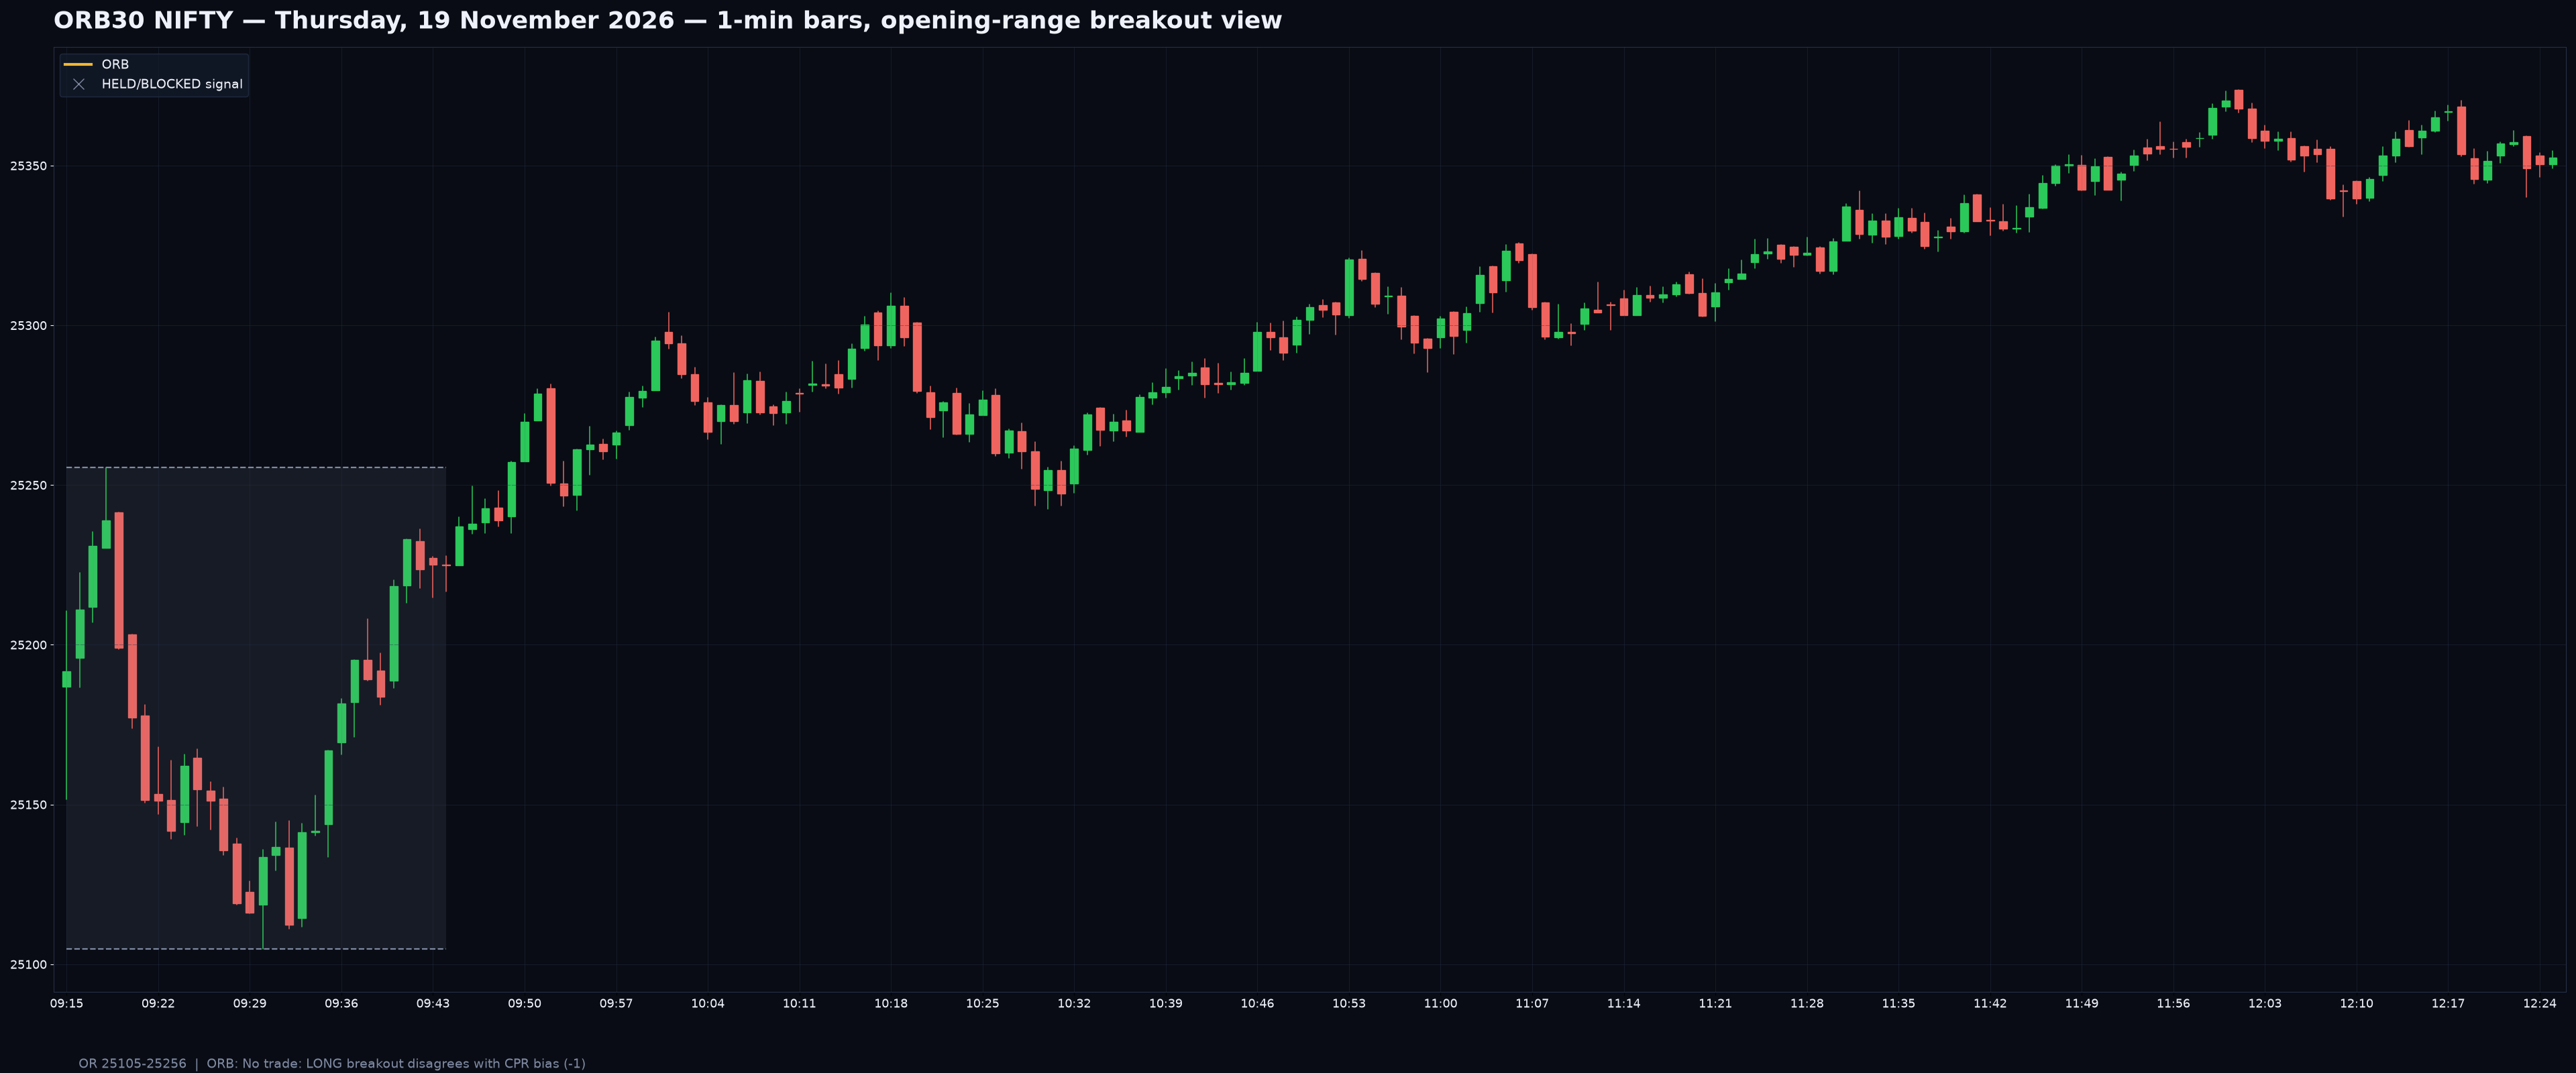 ORB30 NIFTY — Thursday, 19 November 2026 — 1-min bars, opening-range breakout view
ORB
HELD/BLOCKED signal
25350
25300
25250
25200
25150
25100
09:15 09:22 09:29 09:36 09:43 09:50 09:57 10:04 10:11 10:18 10:25 10:32 10:39 10:46 10:53 11:00 11:07 11:14 11:21 11:28 11:35 11:42 11:49 11:56 12:03 12:10 12:17 12:24
OR 25105-25256 | ORB: No trade: LONG breakout disagrees with CPR bias (-1)